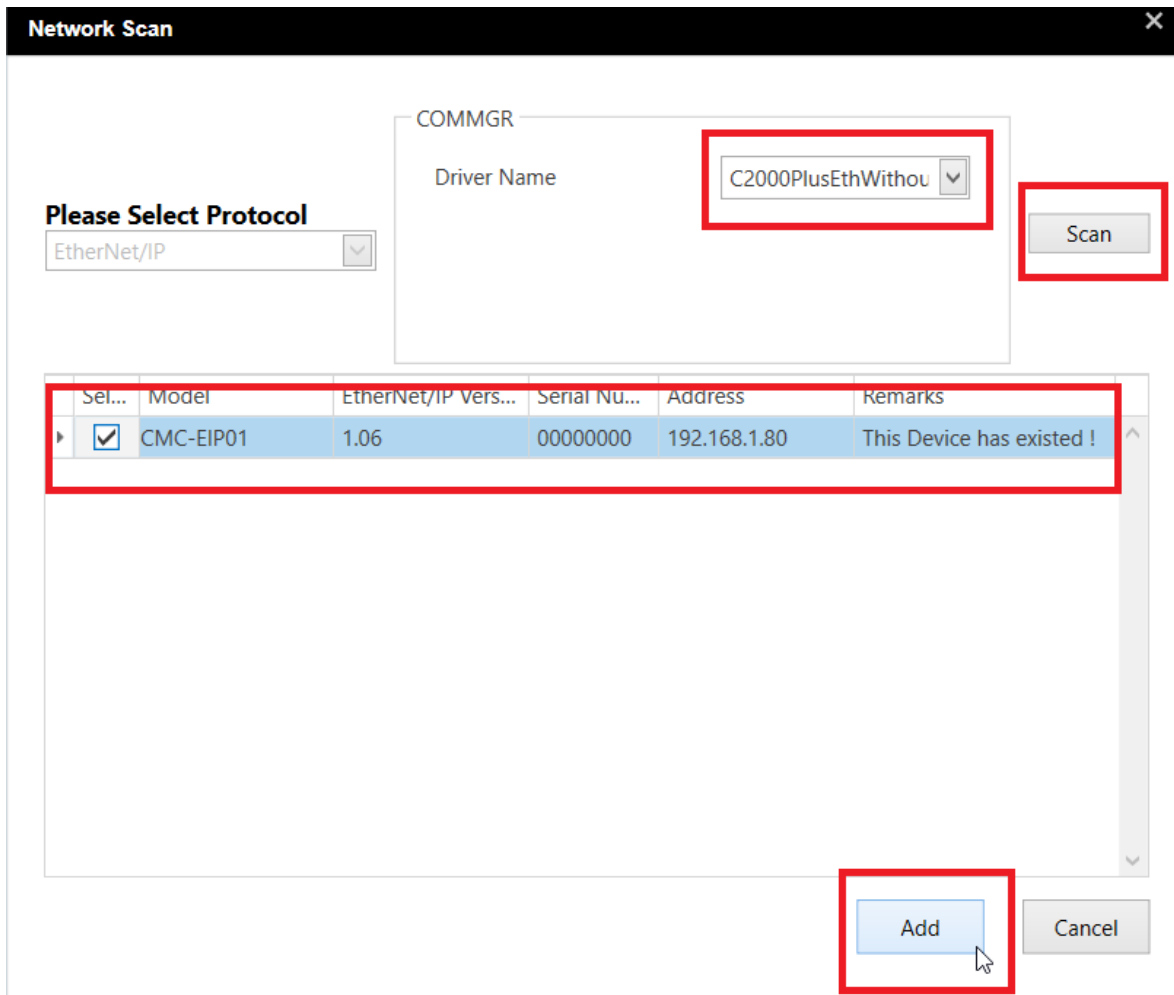 Network Scan
COMMGR
Driver Name
C2000PlusEthWithou
Please Select Protocol
EtherNet/IP
Scan
Sel... Model EtherNet/IP Vers... Serial Nu... Address Remarks
CMC-EIP01 1.06 00000000 192.168.1.80 This Device has existed !
Add
Cancel